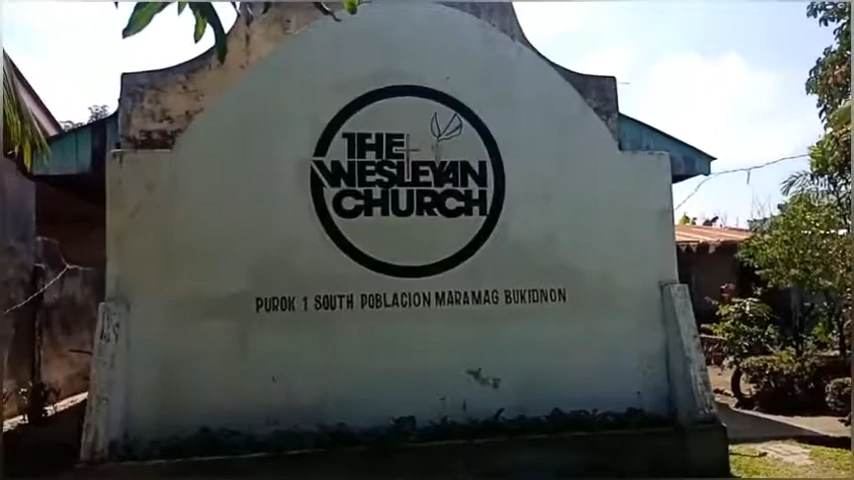 THE
WESLEYAN
CHURCH
PUROK 1 SOUTH POBLACION MARAMAG BUKIDNON